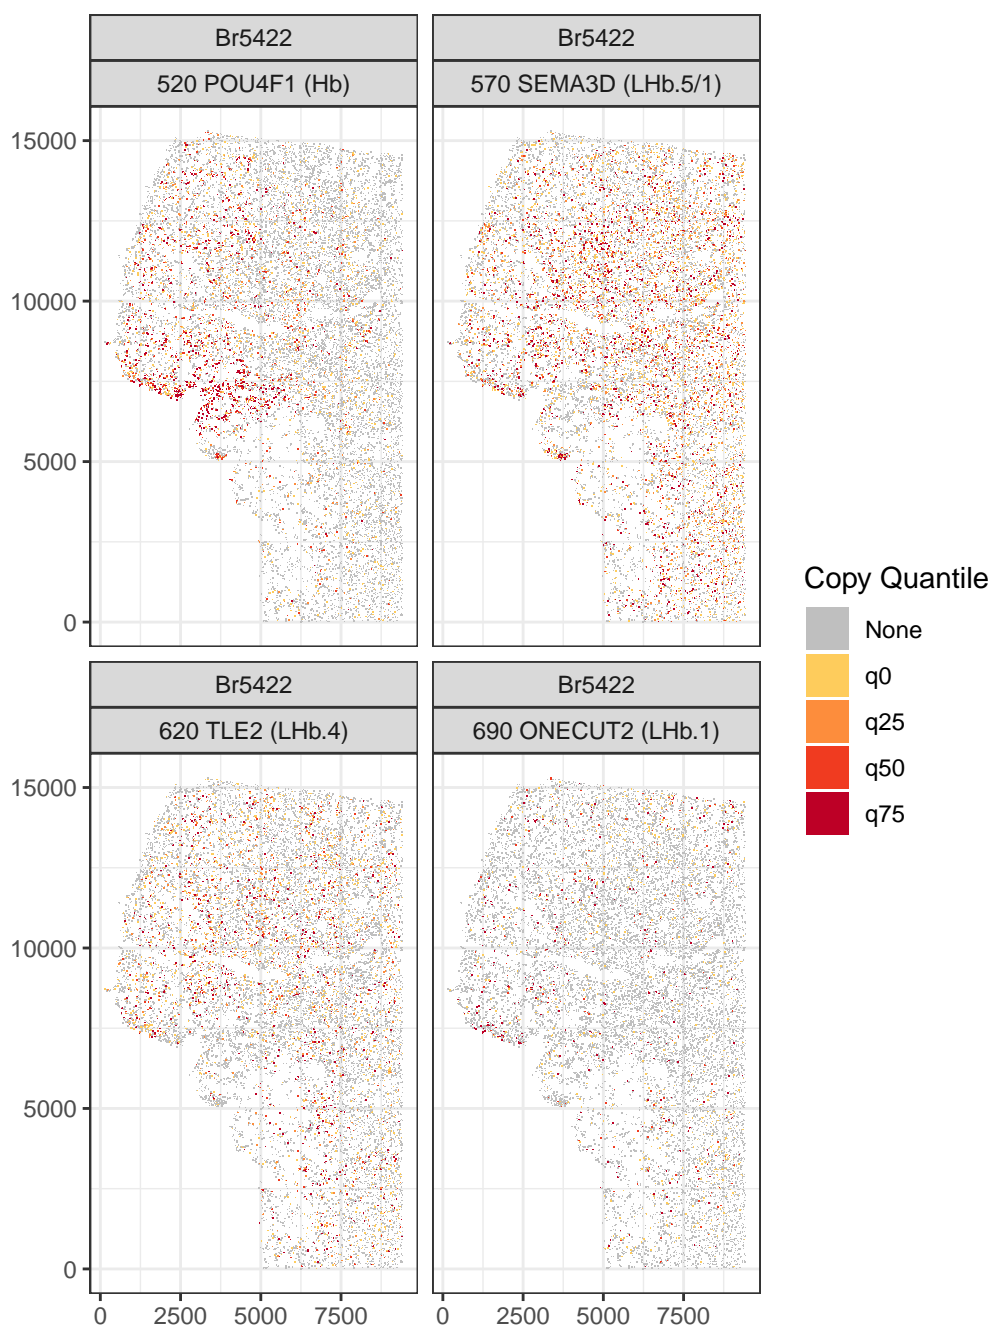 Br5422
Br5422
520 POU4F1 (Hb)
570 SEMA3D (LHb.5/1)
15000
10000
5000
0
Br5422
Br5422
620 TLE2 (LHb.4)
690 ONECUT2 (LHb.1)
15000
10000
5000
0
0 2500 5000 7500
0 2500 5000 7500
Copy Quantile
None
q0
q25
q50
q75